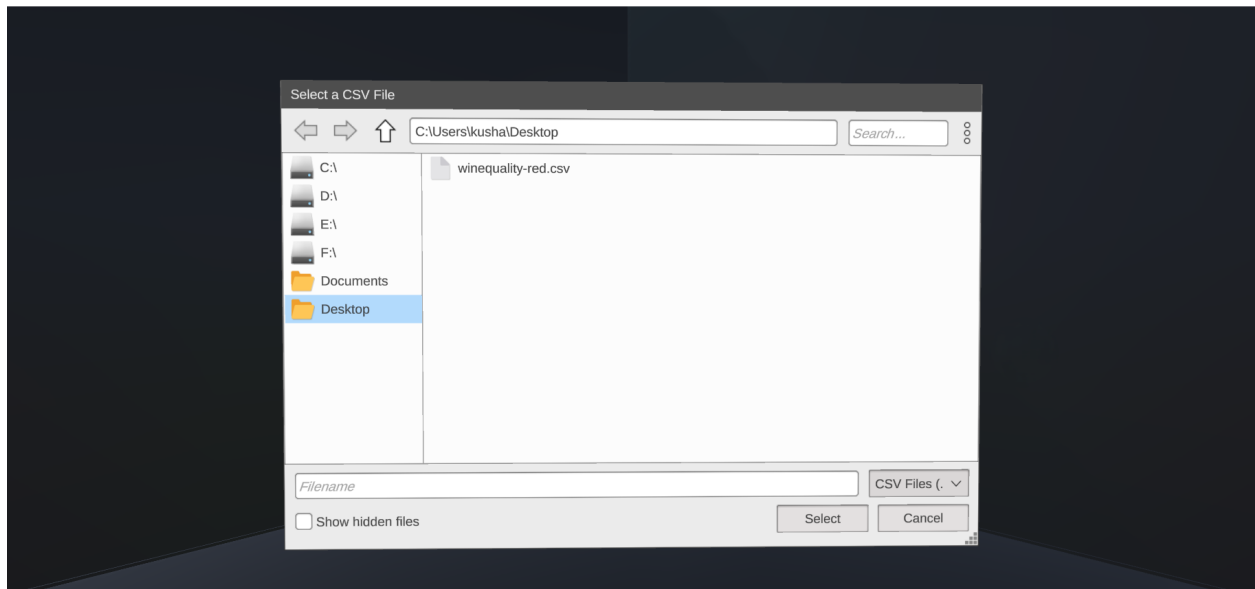 Select a CSV File
C:\Users\kusha\Desktop
Search...
C:\
D:\
E:\
F:\
Documents
Desktop
winequality-red.csv
Filename
CSV Files (.
Show hidden files
Select
Cancel